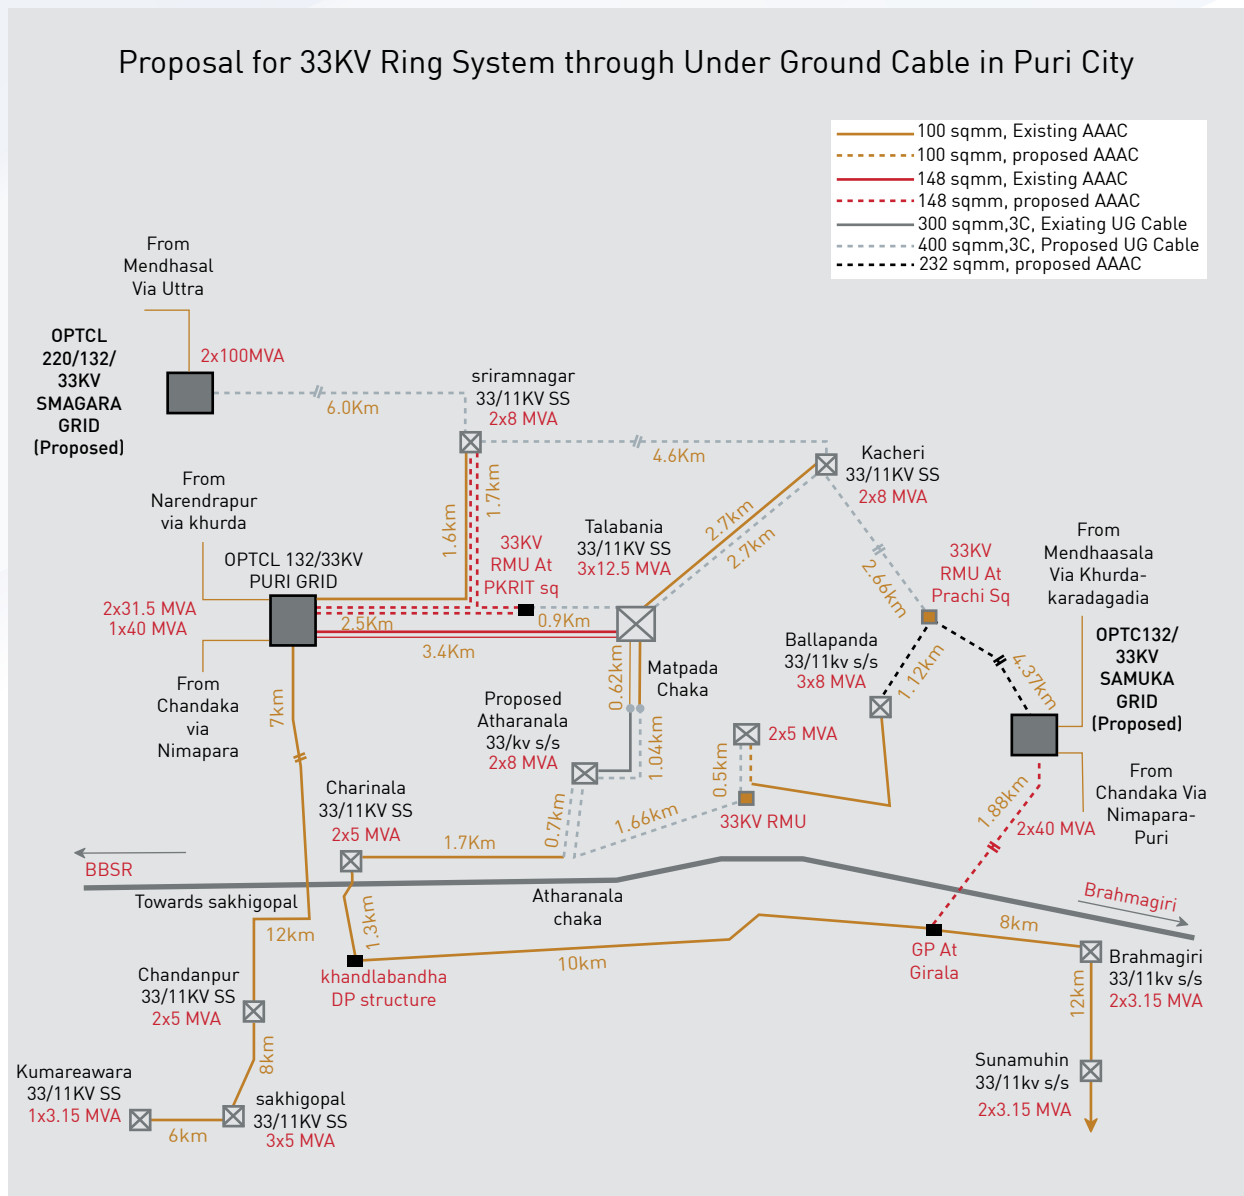 Proposal for 33KV Ring System through Under Ground Cable in Puri City
100 sqmm, Existing AAAC
100 sqmm, proposed AAAC
148 sqmm, Existing AAAC
148 sqmm, proposed AAAC
300 sqmm,3C, Exiating UG Cable
400 sqmm,3C, Proposed UG Cable
232 sqmm, proposed AAAC
From
Mendhasal
Via Uttra
OPTCL
220/132/
33KV
SMAGARA
GRID
(Proposed)
2x100MVA
6.0Km
sriramnagar
33/11KV SS
2x8 MVA
4.6Km
Kacheri
33/11KV SS
2x8 MVA
From
Narendrapur
via khurda
1.6km
1.7km
33KV
RMU At
PKRIT sq
Talabania
33/11KV SS
3x12.5 MVA
2.7km
2.7km
2.66km
33KV
RMU At
Prachi Sq
From
Mendhaasala
Via Khurda-
karadagadia
OPTCL 132/33KV
PURI GRID
2x31.5 MVA
1x40 MVA
2.5Km
0.9Km
3.4Km
OPTC132/
33KV
SAMUKA
GRID
(Proposed)
From
Chandaka
via
Nimapara
7km
Proposed
Atharanala
33/kv s/s
2x8 MVA
0.62km
Matpada
Chaka
1.04km
Ballapanda
33/11kv s/s
3x8 MVA
1.12km
4.37km
2x5 MVA
0.5km
33KV RMU
From
Chandaka Via
Nimapara-
Puri
2x40 MVA
1.88km
Charinala
33/11KV SS
2x5 MVA
1.7Km
0.7km
1.66km
BBSR
Towards sakhigopal
Atharanala
chaka
Brahmagiri
12km
1.3km
khandlabandha
DP structure
10km
GP At
Girala
8km
Brahmagiri
33/11kv s/s
2x3.15 MVA
12km
Chandanpur
33/11KV SS
2x5 MVA
8km
Sunamuhin
33/11kv s/s
2x3.15 MVA
Kumareawara
33/11KV SS
1x3.15 MVA
6km
sakhigopal
33/11KV SS
3x5 MVA